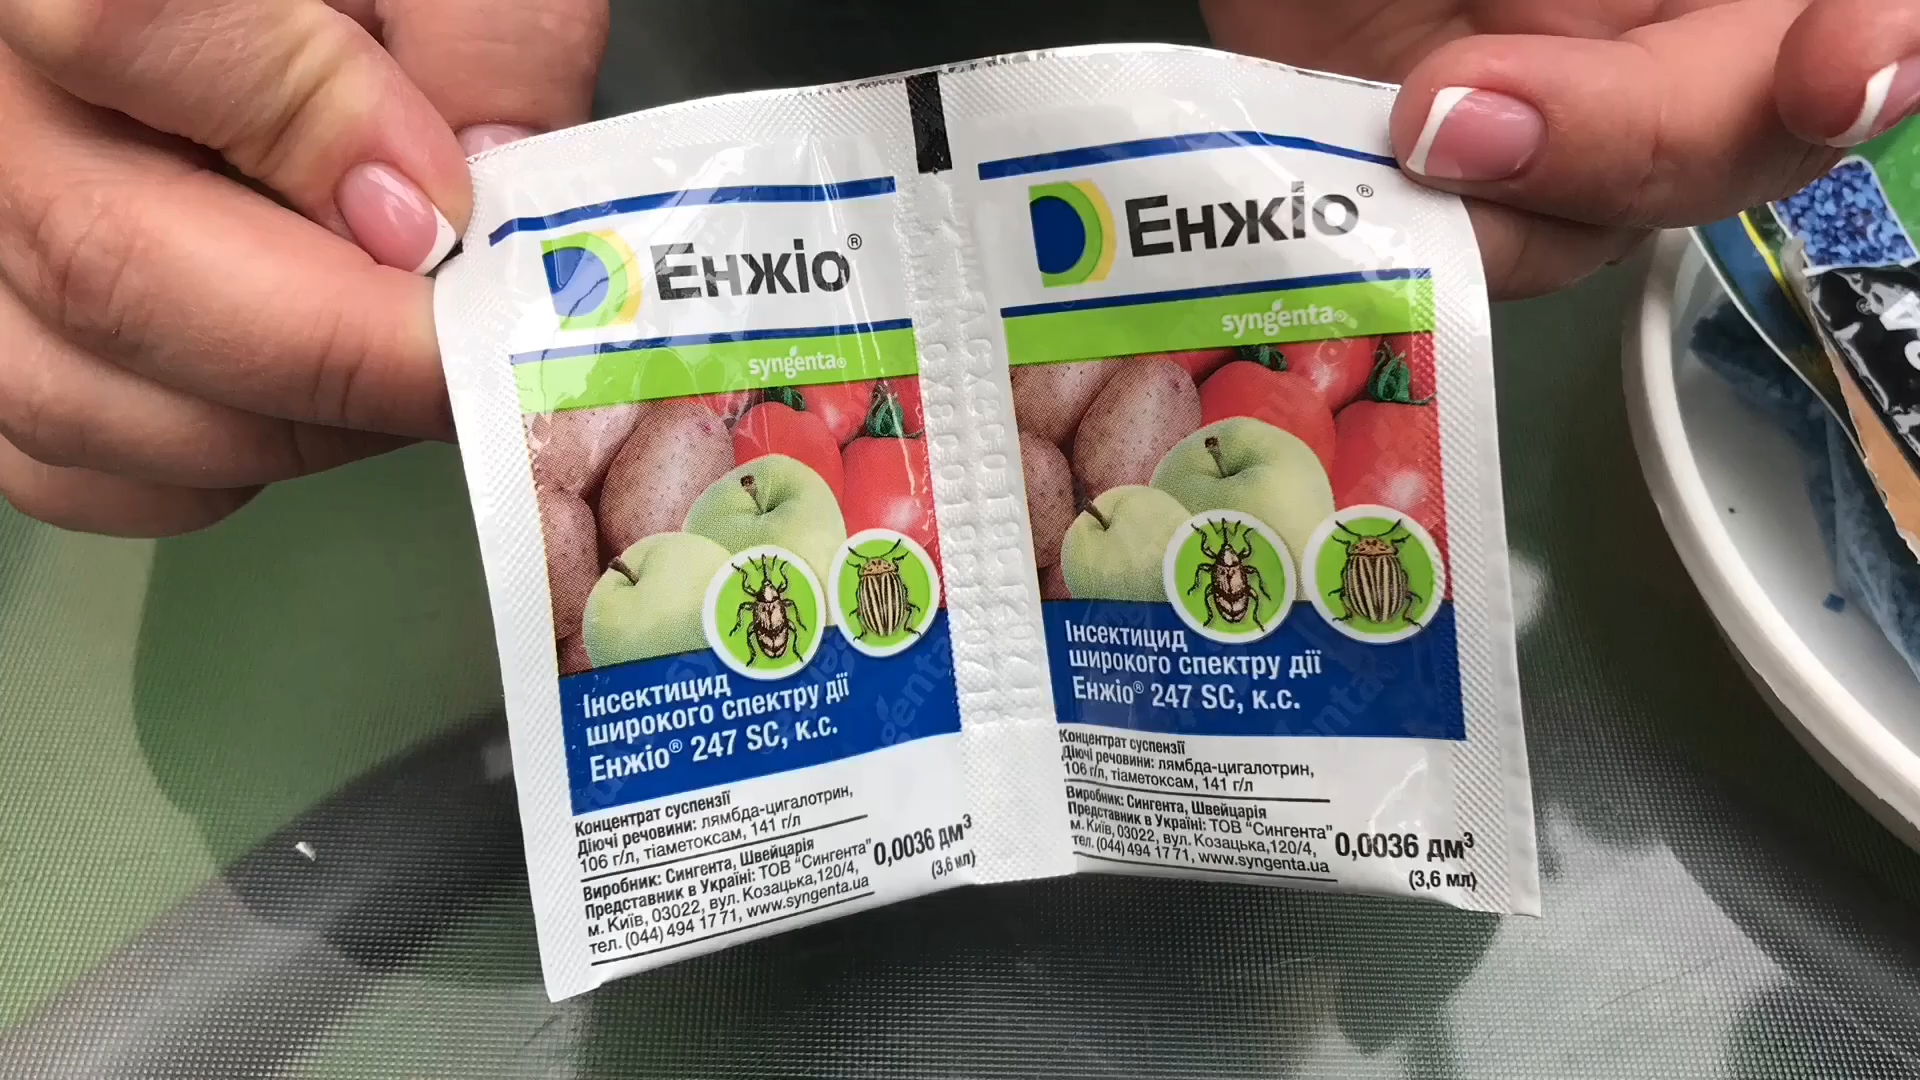 Енжіо®
syngenta®
Інсектицид
широкого спектру дії
Енжіо® 247 SC, к.с.
Концентрат суспензії
Діючі речовини: лямбда-цигалотрин,
106 г/л, тіаметоксам, 141 г/л
Виробник: Сингента, Швейцарія
Представник в Україні: ТОВ "Сингента"
м. Київ, 03022, вул. Козацька,120/4,
тел. (044) 494 17 71, www.syngenta.ua
0,0036 дм³
(3,6 мл)
Енжіо®
syngenta®
Інсектицид
широкого спектру дії
Енжіо® 247 SC, к.с.
Концентрат суспензії
Діючі речовини: лямбда-цигалотрин,
106 г/л, тіаметоксам, 141 г/л
Виробник: Сингента, Швейцарія
Представник в Україні: ТОВ "Сингента"
м. Київ, 03022, вул. Козацька,120/4,
тел. (044) 494 17 71, www.syngenta.ua
0,0036 дм³
(3,6 мл)